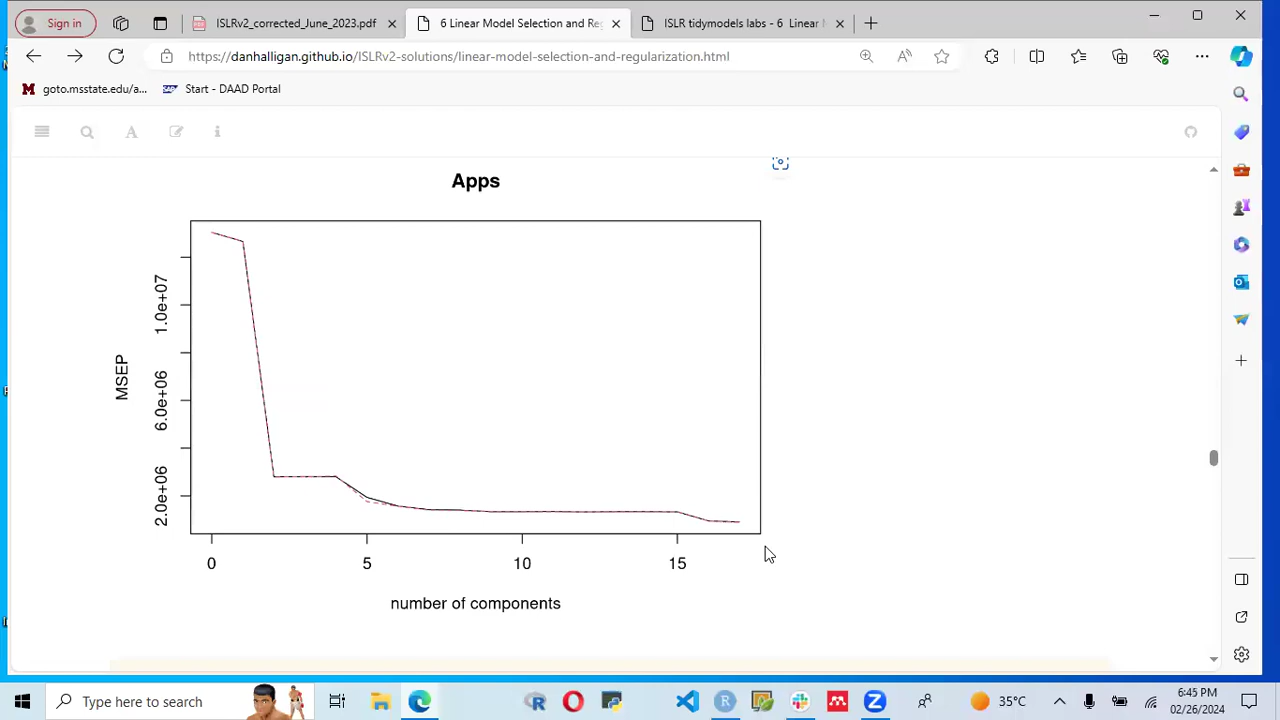 Sign in
ISLRv2_corrected_June_2023.pdf
6 Linear Model Selection and Re
ISLR tidymodels labs - 6 Linear M
https://danhalligan.github.io/ISLRv2-solutions/linear-model-selection-and-regularization.html
goto.msstate.edu/a...
Start - DAAD Portal
Apps
MSEP
1.0e+07
6.0e+06
2.0e+06
0 5 10 15
number of components
Type here to search
35°C
6:45 PM
02/26/2024